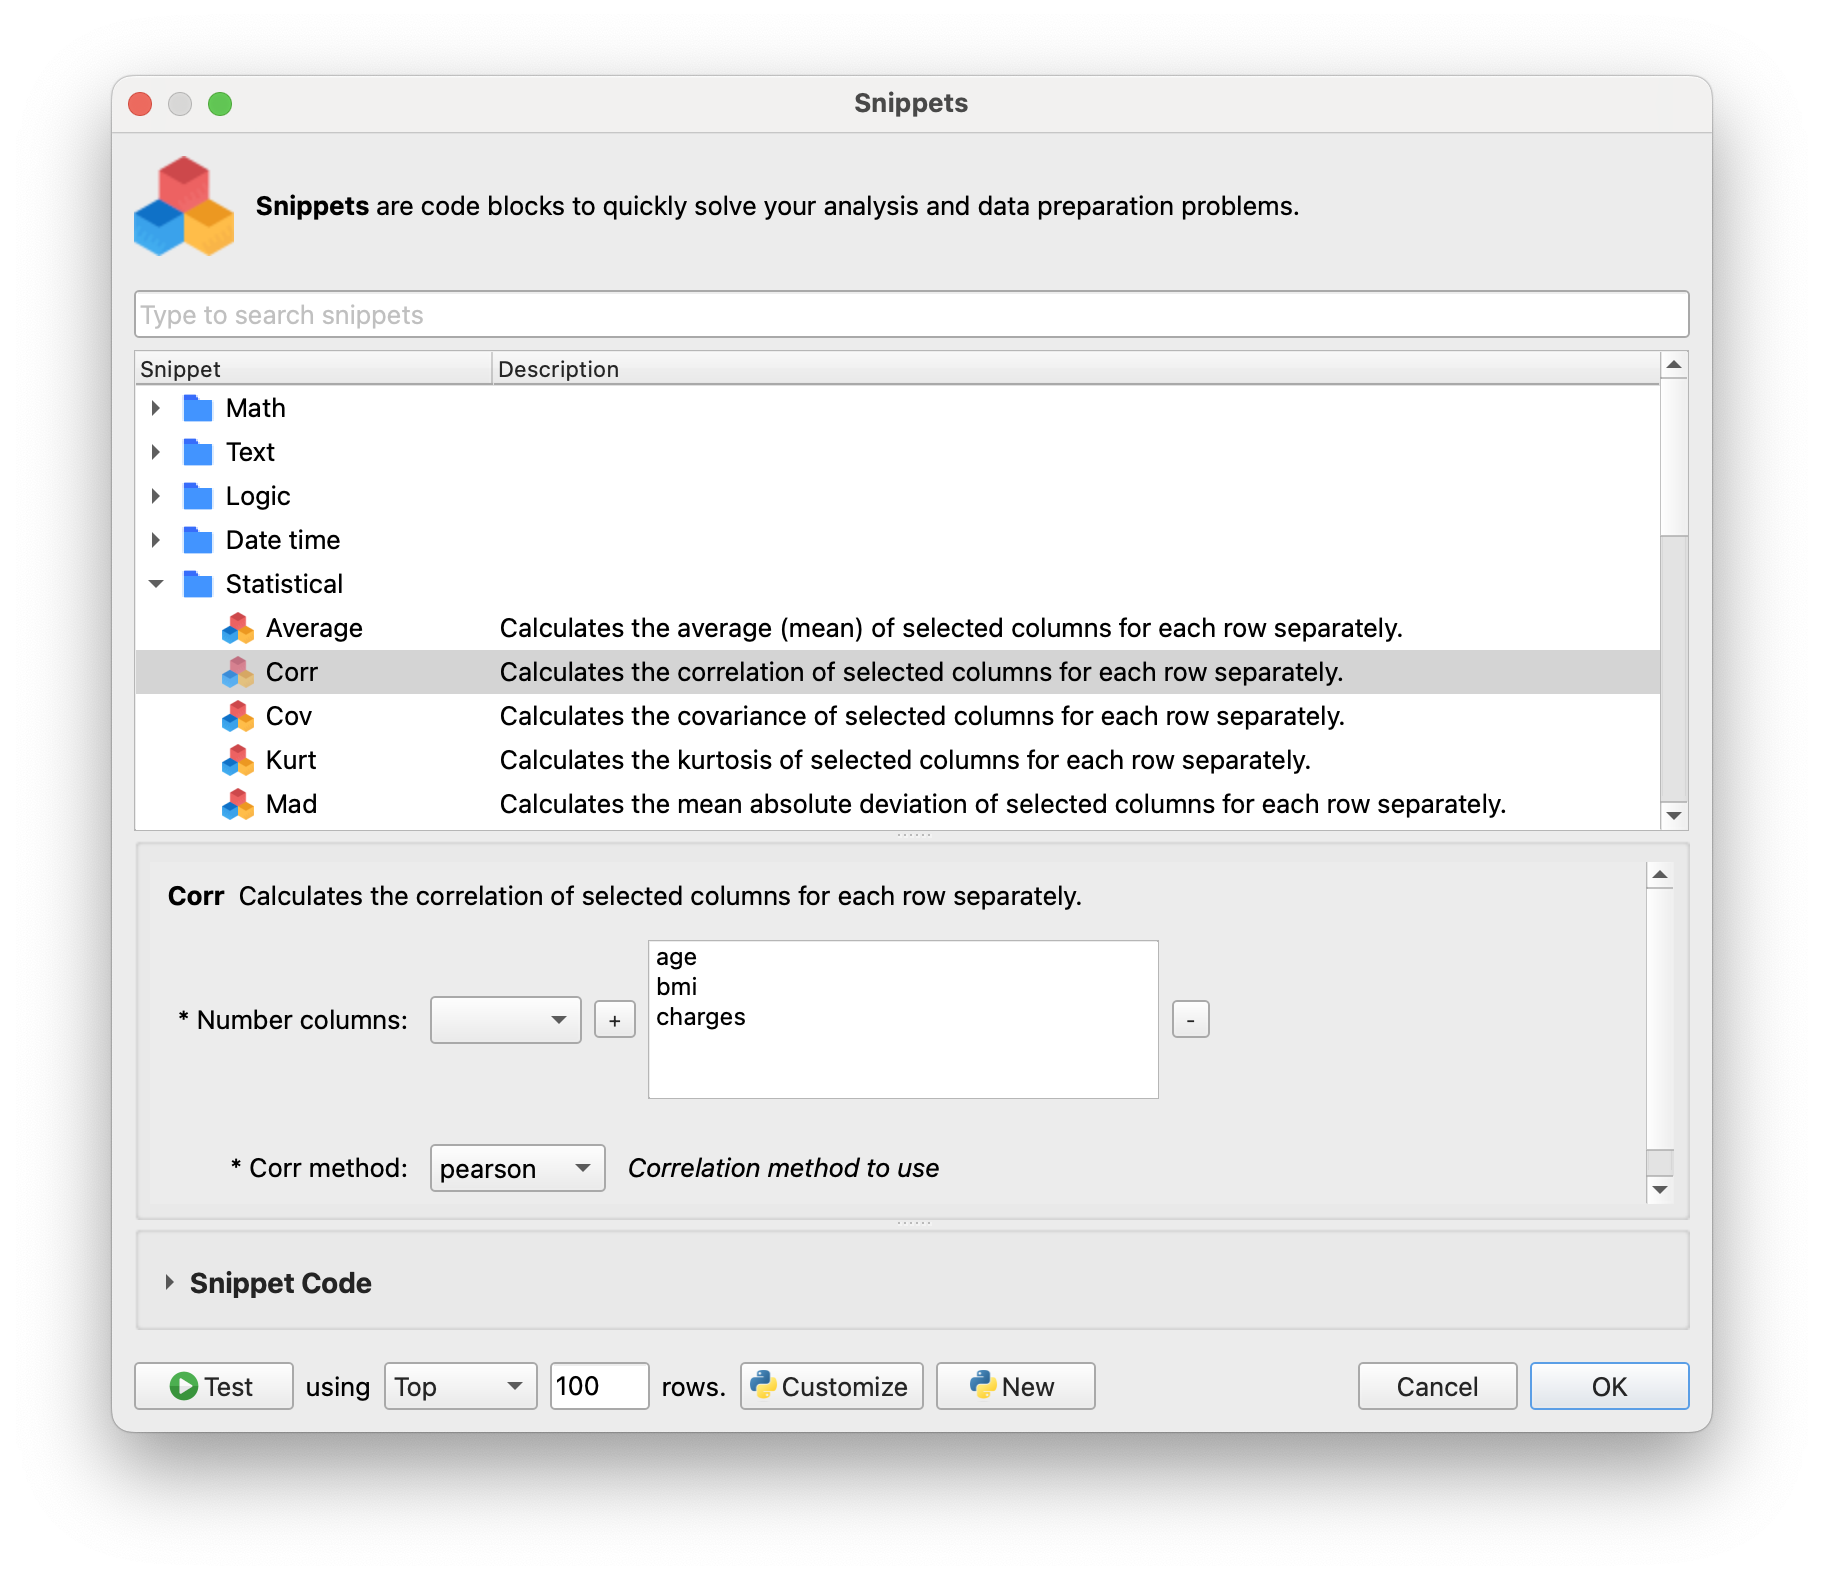 Snippets
Snippets are code blocks to quickly solve your analysis and data preparation problems.
Type to search snippets
Snippet Description
Math
Text
Logic
Date time
Statistical
Average Calculates the average (mean) of selected columns for each row separately.
Corr Calculates the correlation of selected columns for each row separately.
Cov Calculates the covariance of selected columns for each row separately.
Kurt Calculates the kurtosis of selected columns for each row separately.
Mad Calculates the mean absolute deviation of selected columns for each row separately.
Corr Calculates the correlation of selected columns for each row separately.
age
bmi
charges
* Number columns: + -
* Corr method: pearson Correlation method to use
Snippet Code
Test using Top 100 rows. Customize New Cancel OK